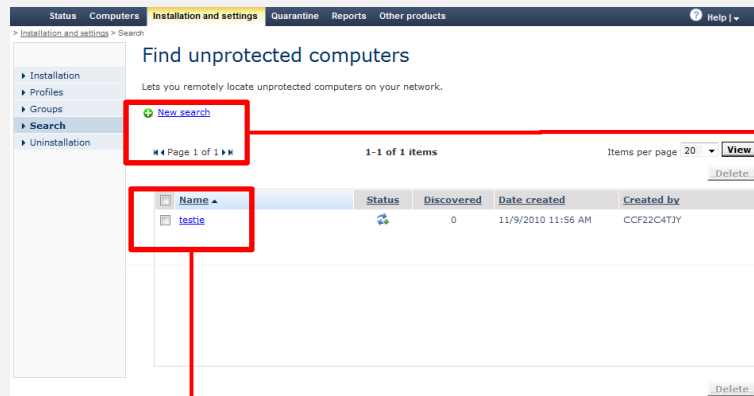 Status Computers Installation and settings Quarantine Reports Other products ? Help |
> Installation and settings > Search
Find unprotected computers
Installation
Profiles
Groups
Search
Uninstallation
Lets you remotely locate unprotected computers on your network.
New search
Page 1 of 1 1-1 of 1 items Items per page 20 View
Delete
Name Status Discovered Date created Created by
testje 0 11/9/2010 11:56 AM CCF22C4TJY
Delete